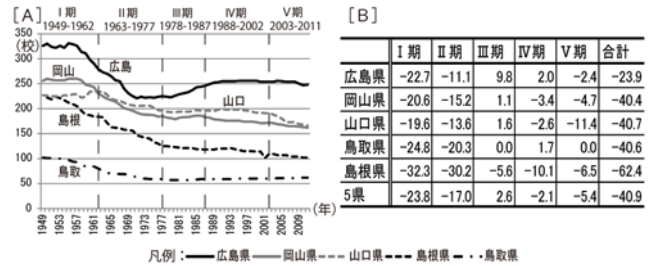 [A]
Ⅰ期 Ⅱ期 Ⅲ期 Ⅳ期 Ⅴ期
1949-1962 1963-1977 1978-1987 1988-2002 2003-2011
350
(校)
300
250
200
150
100
50
0
広島
岡山
山口
島根
鳥取
1949 1953 1957 1961 1965 1969 1973 1977 1981 1985 1989 1993 1997 2001 2005 2009 (年)
[B]
Ⅰ期 Ⅱ期 Ⅲ期 Ⅳ期 Ⅴ期 合計
広島県 -22.7 -11.1 9.8 2.0 -2.4 -23.9
岡山県 -20.6 -15.2 1.1 -3.4 -4.7 -40.4
山口県 -19.6 -13.6 1.6 -2.6 -11.4 -40.7
鳥取県 -24.8 -20.3 0.0 1.7 0.0 -40.6
島根県 -32.3 -30.2 -5.6 -10.1 -6.5 -62.4
5県 -23.8 -17.0 2.6 -2.1 -5.4 -40.9
凡例: 広島県 岡山県 山口県 島根県 鳥取県